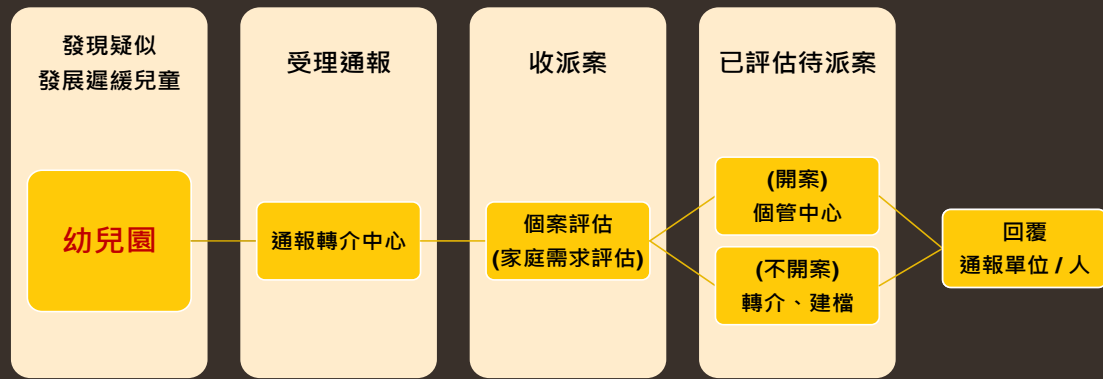 發現疑似
發展遲緩兒童
受理通報
收派案
已評估待派案
幼兒園
通報轉介中心
個案評估
(家庭需求評估)
(開案)
個管中心
(不開案)
轉介、建檔
回覆
通報單位 / 人